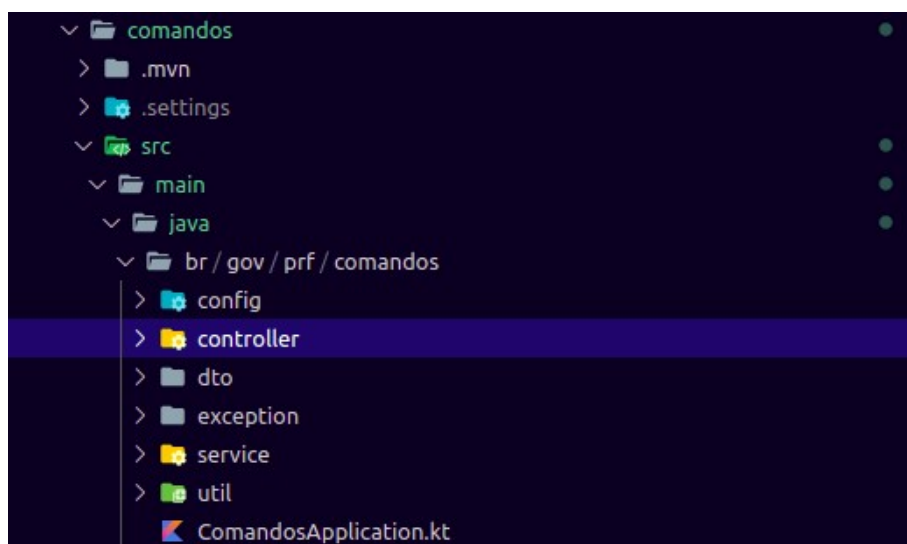 comandos
.mvn
.settings
src
main
java
br / gov / prf / comandos
config
controller
dto
exception
service
util
ComandosApplication.kt